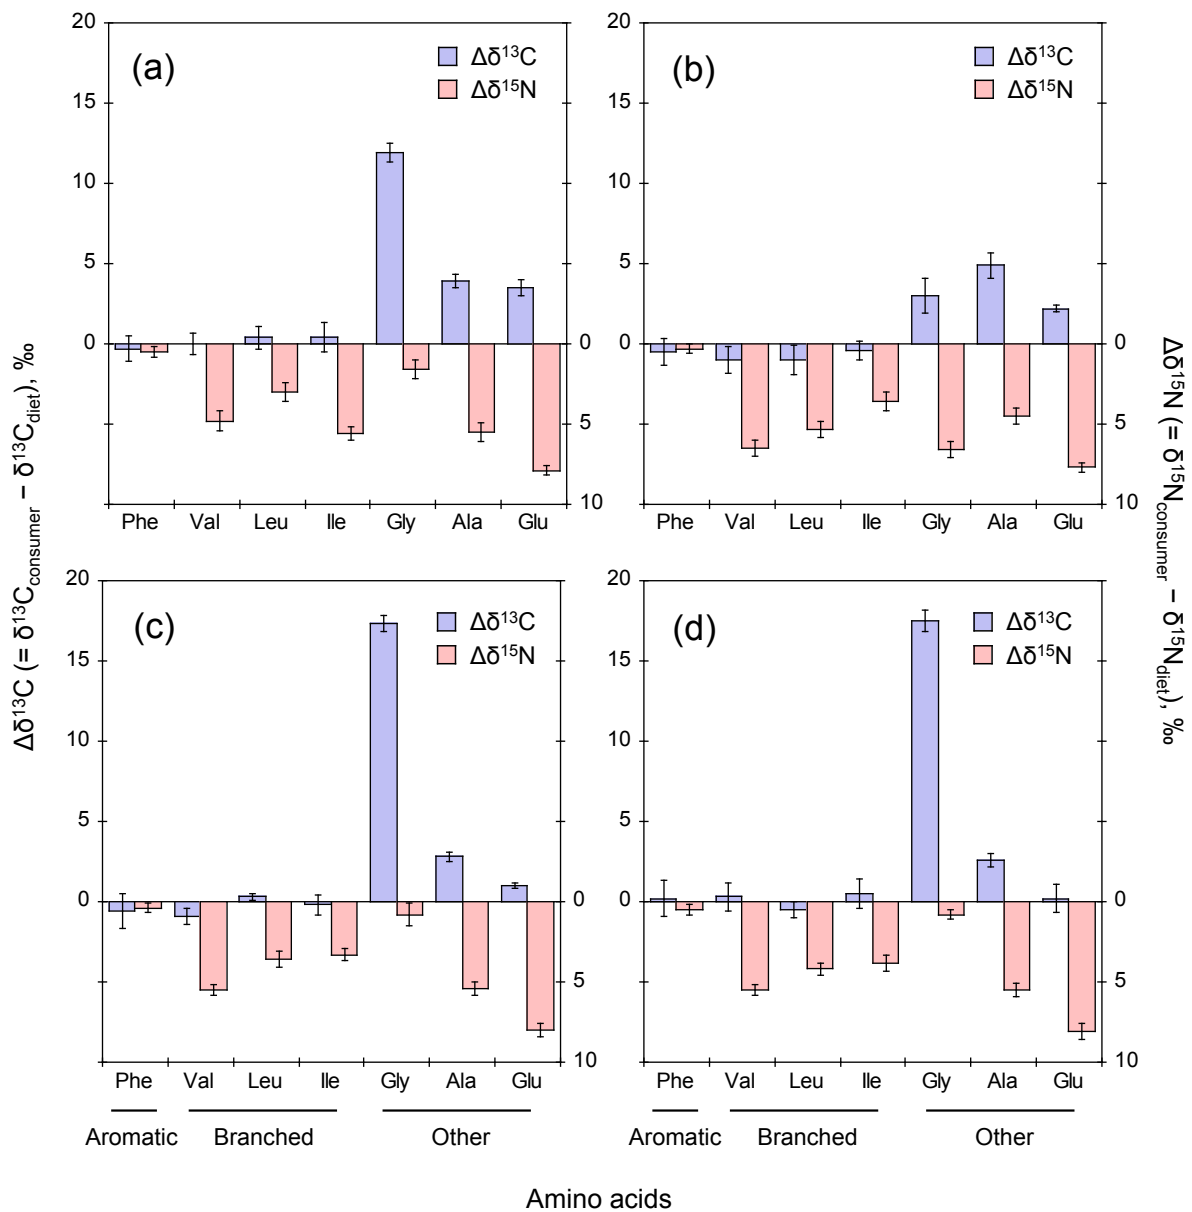 Δδ¹³C (= δ¹³C_consumer − δ¹³C_diet), ‰
Δδ¹⁵N (= δ¹⁵N_consumer − δ¹⁵N_diet), ‰
(a)
Δδ¹³C
Δδ¹⁵N
20
15
10
5
0
0
5
10
Phe Val Leu Ile Gly Ala Glu
(b)
Δδ¹³C
Δδ¹⁵N
20
15
10
5
0
0
5
10
Phe Val Leu Ile Gly Ala Glu
(c)
Δδ¹³C
Δδ¹⁵N
20
15
10
5
0
0
5
10
Phe Val Leu Ile Gly Ala Glu
Aromatic Branched Other
(d)
Δδ¹³C
Δδ¹⁵N
20
15
10
5
0
0
5
10
Phe Val Leu Ile Gly Ala Glu
Aromatic Branched Other
Amino acids